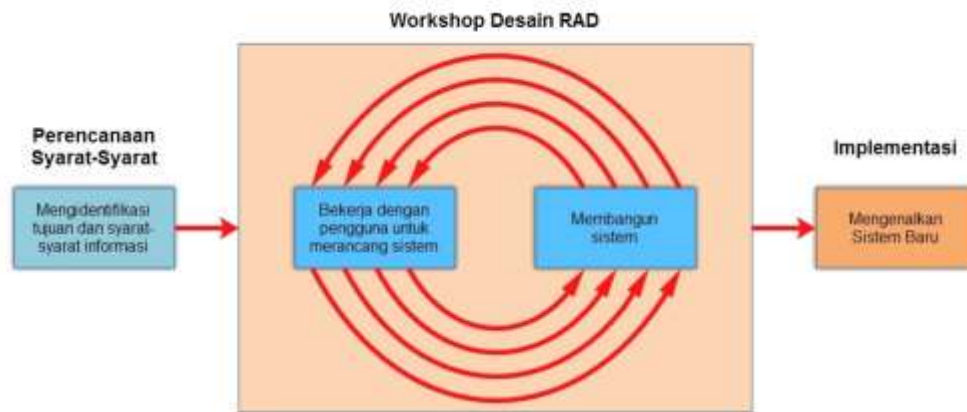 Workshop Desain RAD
Perencanaan
Syarat-Syarat
Mengidentifikasi
tujuan dan syarat-
syarat informasi
Bekerja dengan
pengguna untuk
merancang sistem
Membangun
sistem
Implementasi
Mengenalkan
Sistem Baru